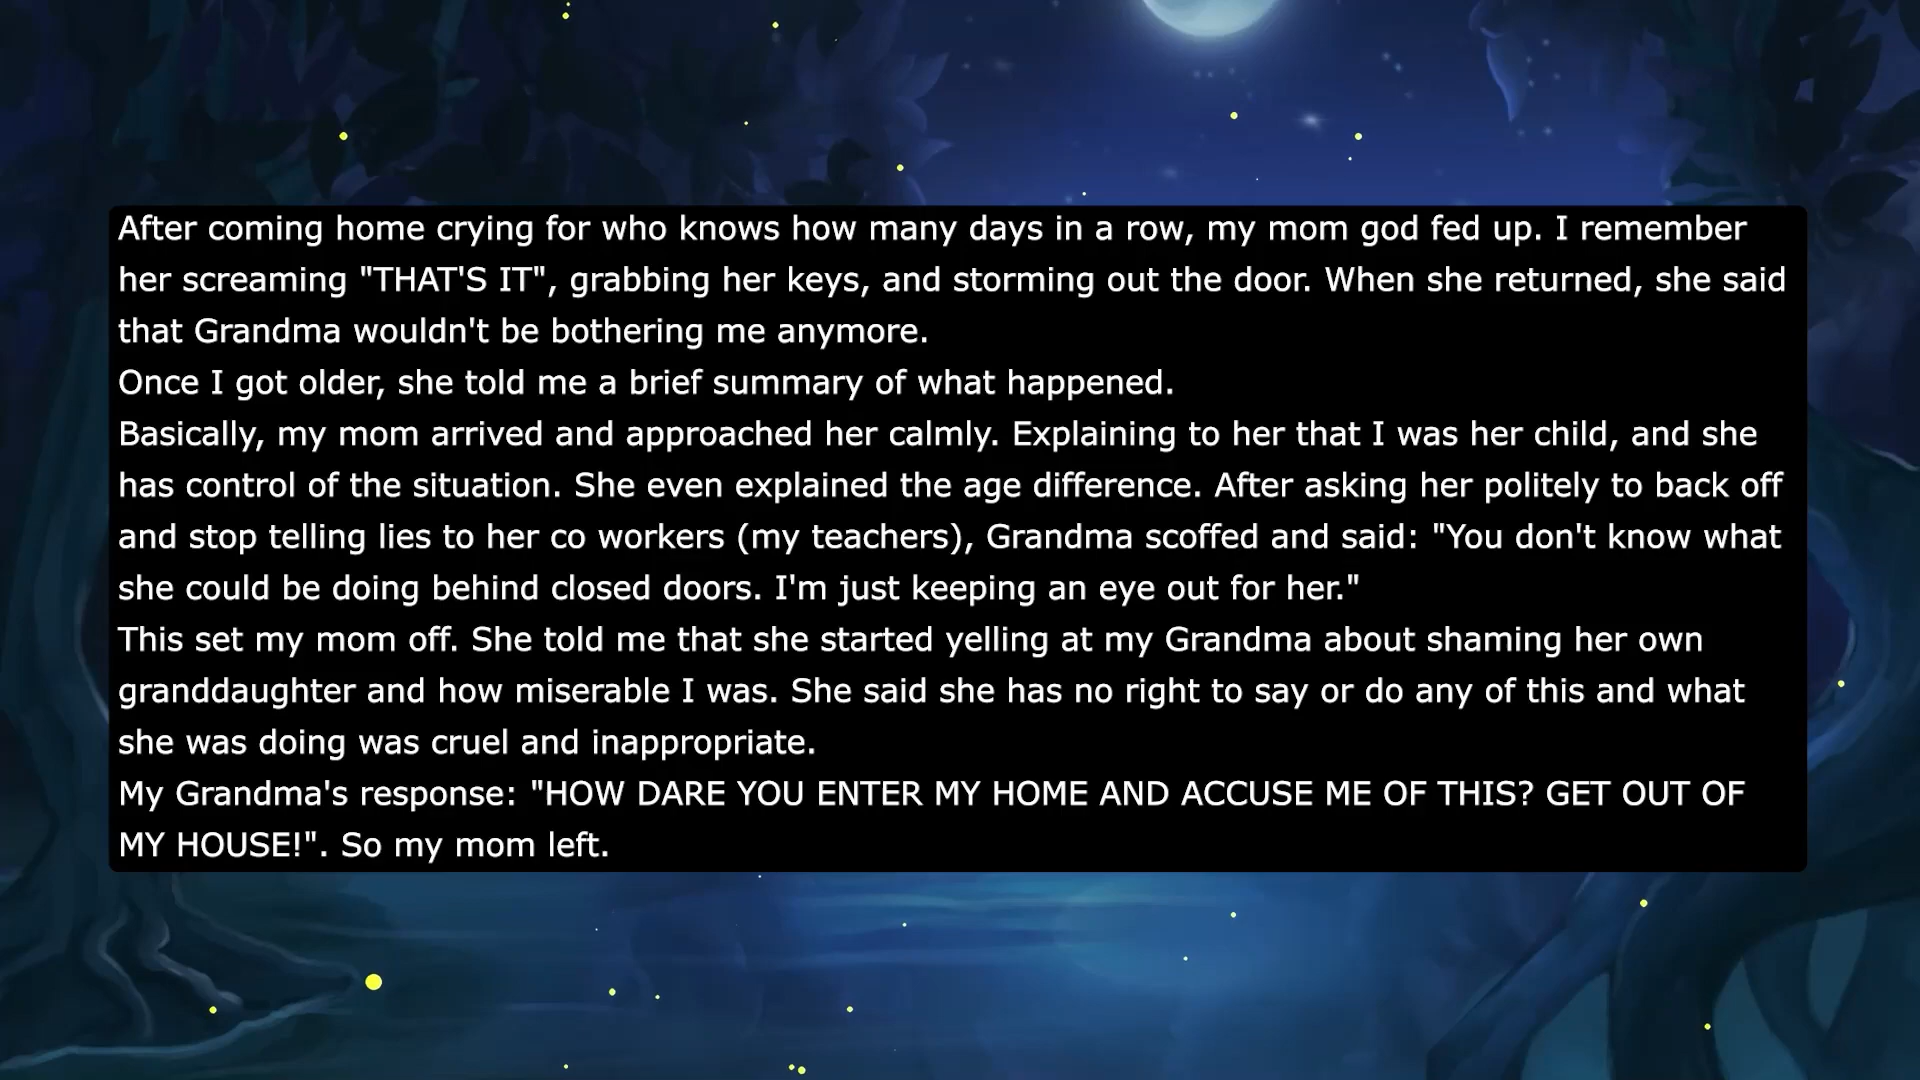 After coming home crying for who knows how many days in a row, my mom god fed up. I remember
her screaming "THAT'S IT", grabbing her keys, and storming out the door. When she returned, she said
that Grandma wouldn't be bothering me anymore.
Once I got older, she told me a brief summary of what happened.
Basically, my mom arrived and approached her calmly. Explaining to her that I was her child, and she
has control of the situation. She even explained the age difference. After asking her politely to back off
and stop telling lies to her co workers (my teachers), Grandma scoffed and said: "You don't know what
she could be doing behind closed doors. I'm just keeping an eye out for her."
This set my mom off. She told me that she started yelling at my Grandma about shaming her own
granddaughter and how miserable I was. She said she has no right to say or do any of this and what
she was doing was cruel and inappropriate.
My Grandma's response: "HOW DARE YOU ENTER MY HOME AND ACCUSE ME OF THIS? GET OUT OF
MY HOUSE!". So my mom left.